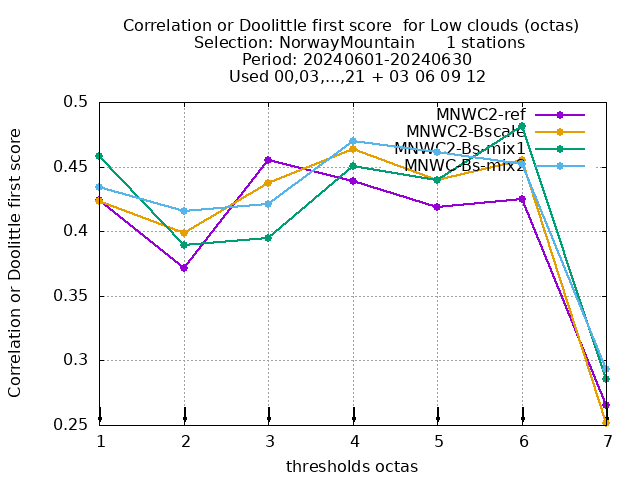 Correlation or Doolittle first score  for Low clouds (octas)
Selection: NorwayMountain      1 stations
Period: 20240601-20240630
Used 00,03,...,21 + 03 06 09 12
MNWC2-ref
MNWC2-Bscale
MNWC2-Bs-mix1
MNWC-Bs-mix2
Correlation or Doolittle first score
0.5
0.45
0.4
0.35
0.3
0.25
1 2 3 4 5 6 7
thresholds octas